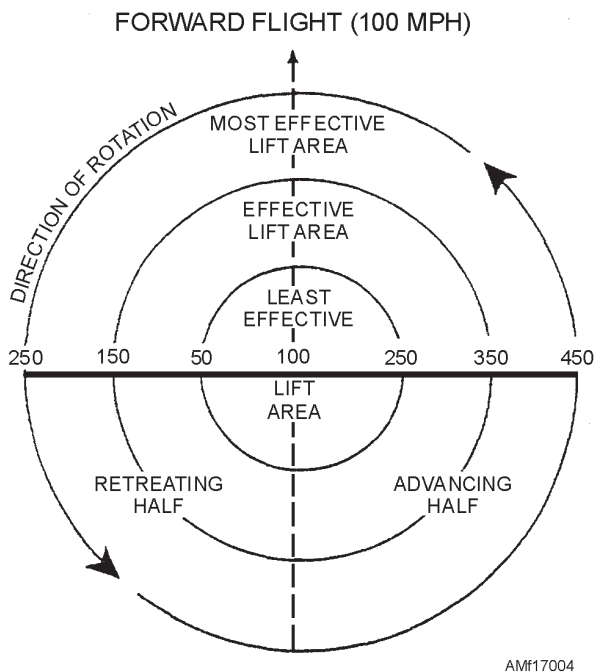 FORWARD FLIGHT (100 MPH)
DIRECTION OF ROTATION
MOST EFFECTIVE
LIFT AREA
EFFECTIVE
LIFT AREA
LEAST
EFFECTIVE
250 150 50 100 250 350 450
LIFT
AREA
RETREATING
HALF
ADVANCING
HALF
AMf17004